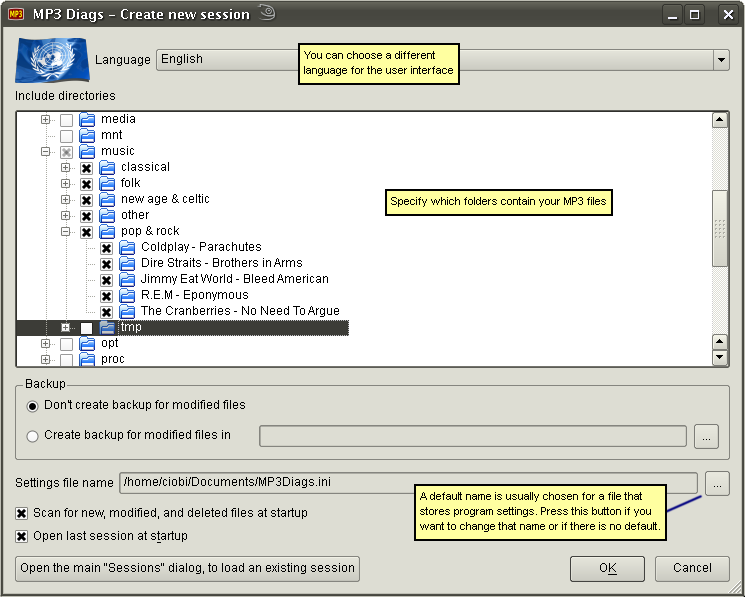 MP3 MP3 Diags - Create new session
Language English
You can choose a different
language for the user interface
Include directories
media
mnt
music
classical
folk
new age & celtic
other
pop & rock
Coldplay - Parachutes
Dire Straits - Brothers in Arms
Jimmy Eat World - Bleed American
R.E.M - Eponymous
The Cranberries - No Need To Argue
tmp
opt
proc
Specify which folders contain your MP3 files
Backup
Don't create backup for modified files
Create backup for modified files in ...
Settings file name /home/ciobi/Documents/MP3Diags.ini ...
A default name is usually chosen for a file that
stores program settings. Press this button if you
want to change that name or if there is no default.
Scan for new, modified, and deleted files at startup
Open last session at startup
Open the main "Sessions" dialog, to load an existing session
OK Cancel